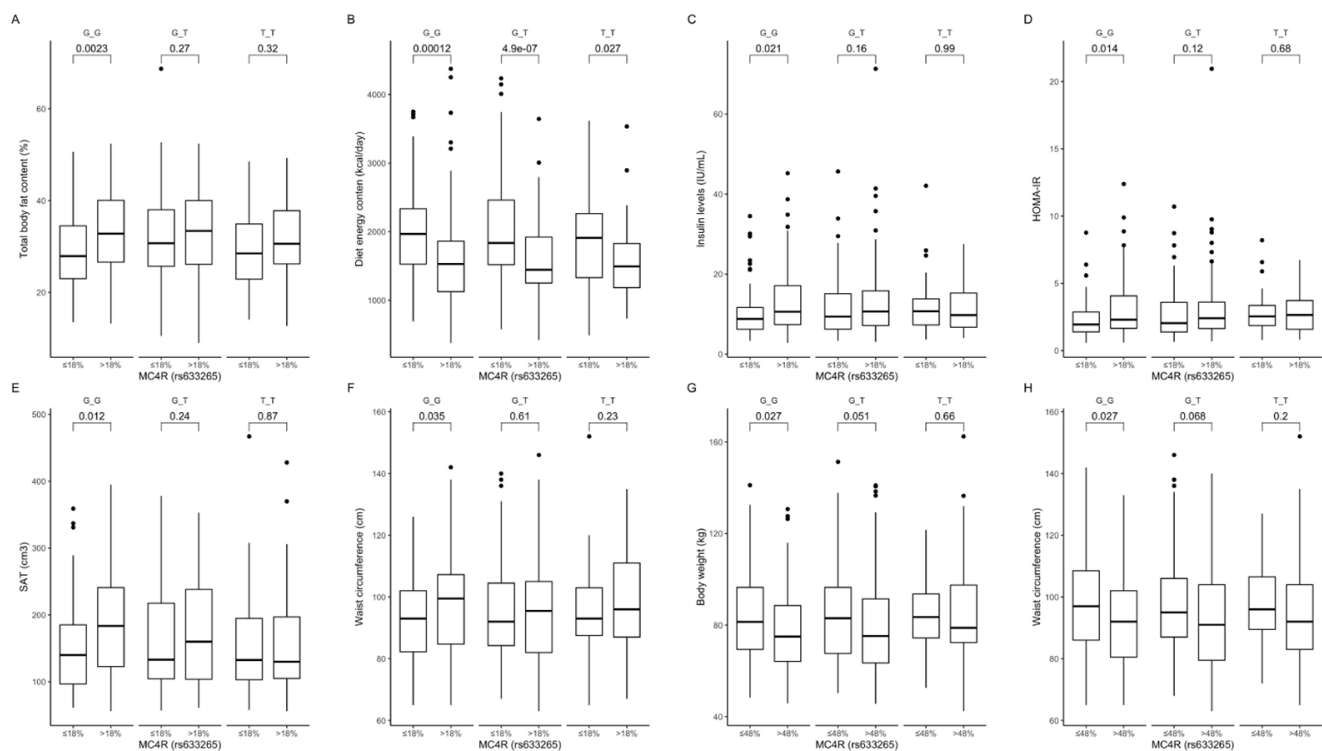 A
G_G G_T T_T
0.0023 0.27 0.32
Total body fat content (%)
60
40
20
≤18% >18% ≤18% >18% ≤18% >18%
MC4R (rs633265)
B
G_G G_T T_T
0.00012 4.9e-07 0.027
Diet energy conten (kcal/day)
4000
3000
2000
1000
≤18% >18% ≤18% >18% ≤18% >18%
MC4R (rs633265)
C
G_G G_T T_T
0.021 0.16 0.99
Insulin levels (IU/mL)
60
40
20
0
≤18% >18% ≤18% >18% ≤18% >18%
MC4R (rs633265)
D
G_G G_T T_T
0.014 0.12 0.68
HOMA-IR
20
15
10
5
0
≤18% >18% ≤18% >18% ≤18% >18%
MC4R (rs633265)
E
G_G G_T T_T
0.012 0.24 0.87
SAT (cm3)
500
400
300
200
100
≤18% >18% ≤18% >18% ≤18% >18%
MC4R (rs633265)
F
G_G G_T T_T
0.035 0.61 0.23
Waist circumference (cm)
160
140
120
100
80
60
≤18% >18% ≤18% >18% ≤18% >18%
MC4R (rs633265)
G
G_G G_T T_T
0.027 0.051 0.66
Body weight (kg)
160
120
80
40
≤48% >48% ≤48% >48% ≤48% >48%
MC4R (rs633265)
H
G_G G_T T_T
0.027 0.068 0.2
Waist circumference (cm)
160
140
120
100
80
60
≤48% >48% ≤48% >48% ≤48% >48%
MC4R (rs633265)